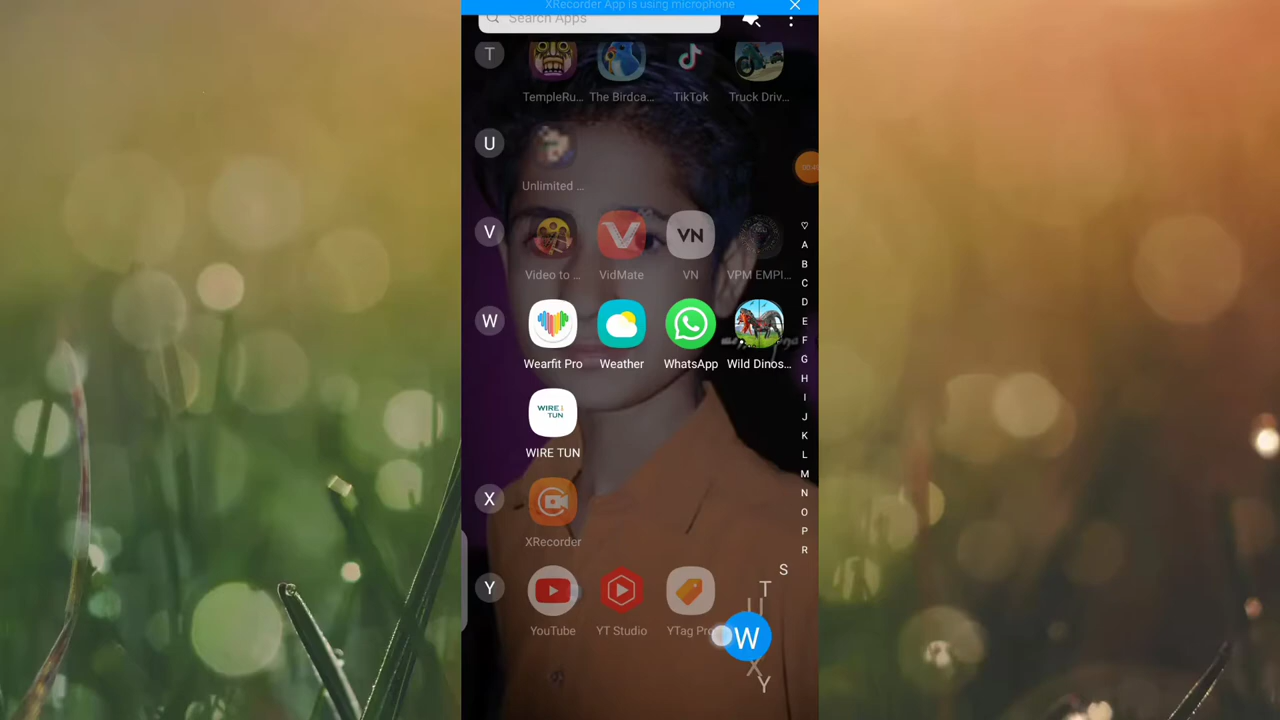 XRecorder App is using microphone
Search Apps
T
TempleRu... The Birdca... TikTok Truck Driv...
U
Unlimited ...
V
VN
Video to ... VidMate VN VPM EMPI...
W
Wearfit Pro Weather WhatsApp Wild Dinos...
WIRE TUN
WIRE TUN
X
XRecorder
Y
YouTube YT Studio YTag Pro
A
B
C
D
E
F
G
H
I
J
K
L
M
N
O
P
R
S
T
U
W
X
Y